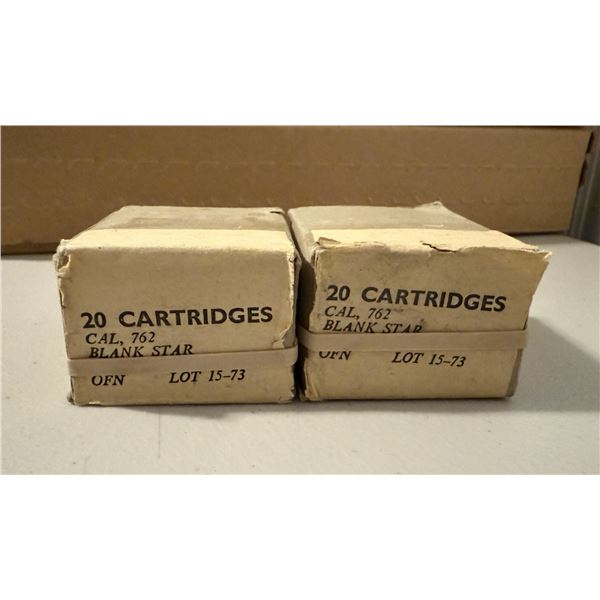 20 CARTRIDGES
CAL, 762
BLANK STAR
OFN LOT 15-73
20 CARTRIDGES
CAL, 762
BLANK STAR
OFN LOT 15-73